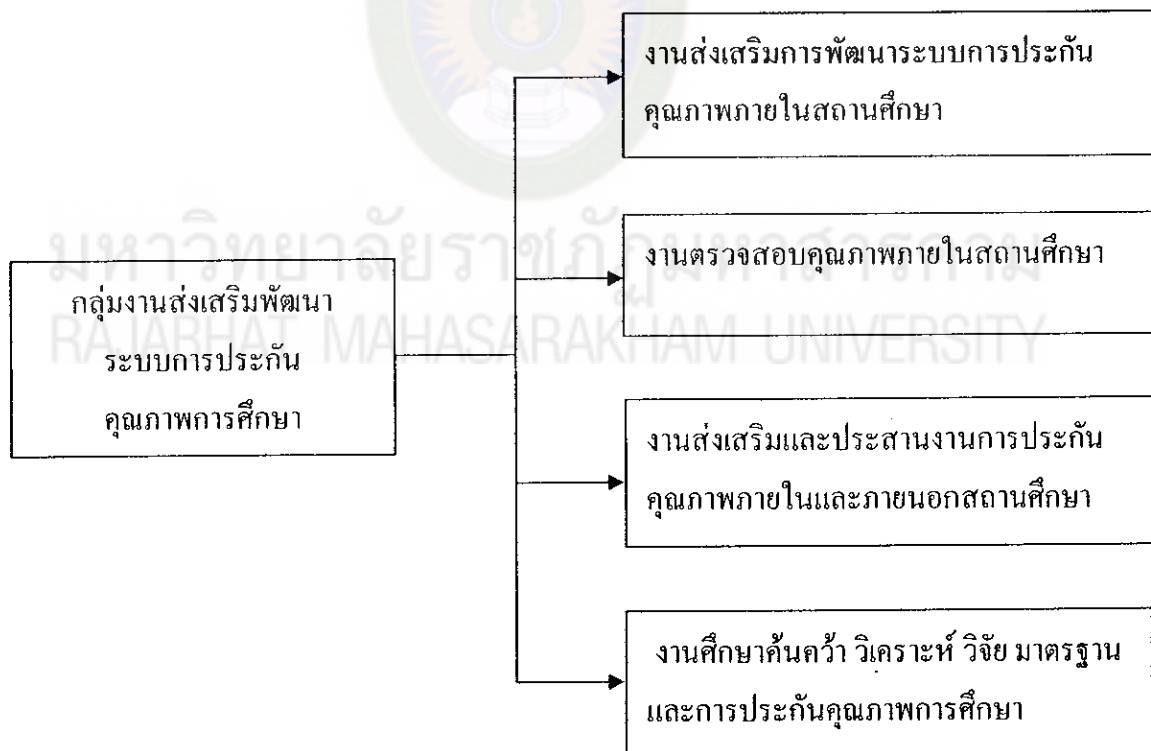 งานส่งเสริมการพัฒนาระบบการประกัน
คุณภาพภายในสถานศึกษา
มหาวิทยาลัยราชภัฏมหาสารคาม
RAJABHAT MAHASARAKHAM UNIVERSITY
งานตรวจสอบคุณภาพภายในสถานศึกษา
กลุ่มงานส่งเสริมพัฒนา
ระบบการประกัน
คุณภาพการศึกษา
งานส่งเสริมและประสานงานการประกัน
คุณภาพภายในและภายนอกสถานศึกษา
งานศึกษาค้นคว้า วิเคราะห์ วิจัย มาตรฐาน
และการประกันคุณภาพการศึกษา